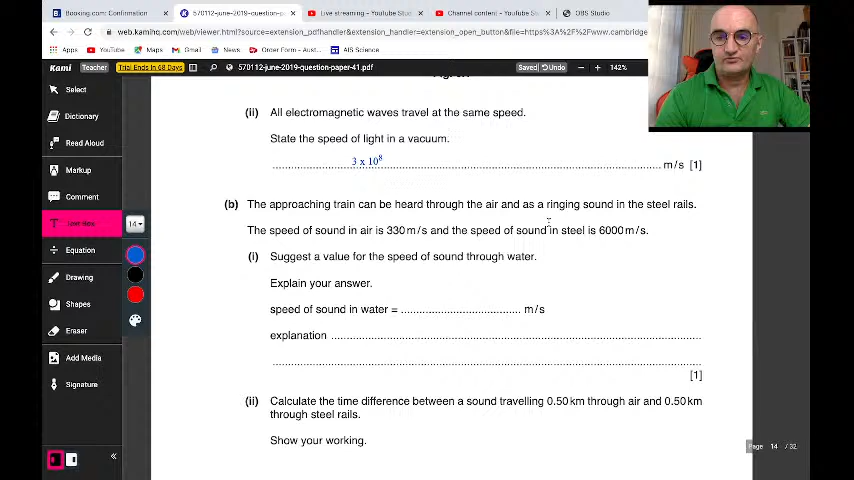 Booking.com: Confirmation
570112-june-2019-question-p
Live streaming - YouTube Stu
Channel content - YouTube St
OBS Studio
web.kamihq.com/web/viewer.html?source=extension_pdfhandler&extension_handler=extension_open_button&file=https%3A%2F%2Fwww.cambridge
Apps
YouTube
Maps
Gmail
News
Order Form - Aust...
AIS Science
Kami
Teacher
Trial Ends In 68 Days
570112-june-2019-question-paper-41.pdf
Saved
Undo
142%
Select
Dictionary
Read Aloud
Markup
Comment
Text Box
14
Equation
Drawing
Shapes
Eraser
Add Media
Signature
(ii) All electromagnetic waves travel at the same speed.
State the speed of light in a vacuum.
3 x 10⁸ m/s [1]
(b) The approaching train can be heard through the air and as a ringing sound in the steel rails.
The speed of sound in air is 330 m/s and the speed of sound in steel is 6000 m/s.
(i) Suggest a value for the speed of sound through water.
Explain your answer.
speed of sound in water = ........................................ m/s
explanation ........................................
........................................
[1]
(ii) Calculate the time difference between a sound travelling 0.50 km through air and 0.50 km
through steel rails.
Show your working.
Page 14 / 32